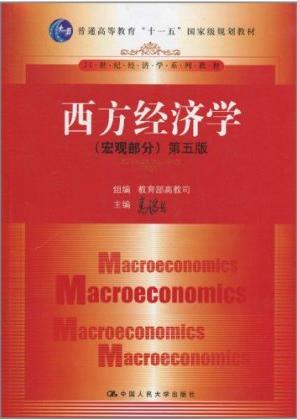 普通高等教育“十一五”国家级规划教材
21世纪经济学系列教材
西方经济学
(宏观部分) 第五版
组编 教育部高教司
主编 高鸿业
Macroeconomics
Macroeconomics
Macroeconomics
Macroeconomics
中国人民大学出版社